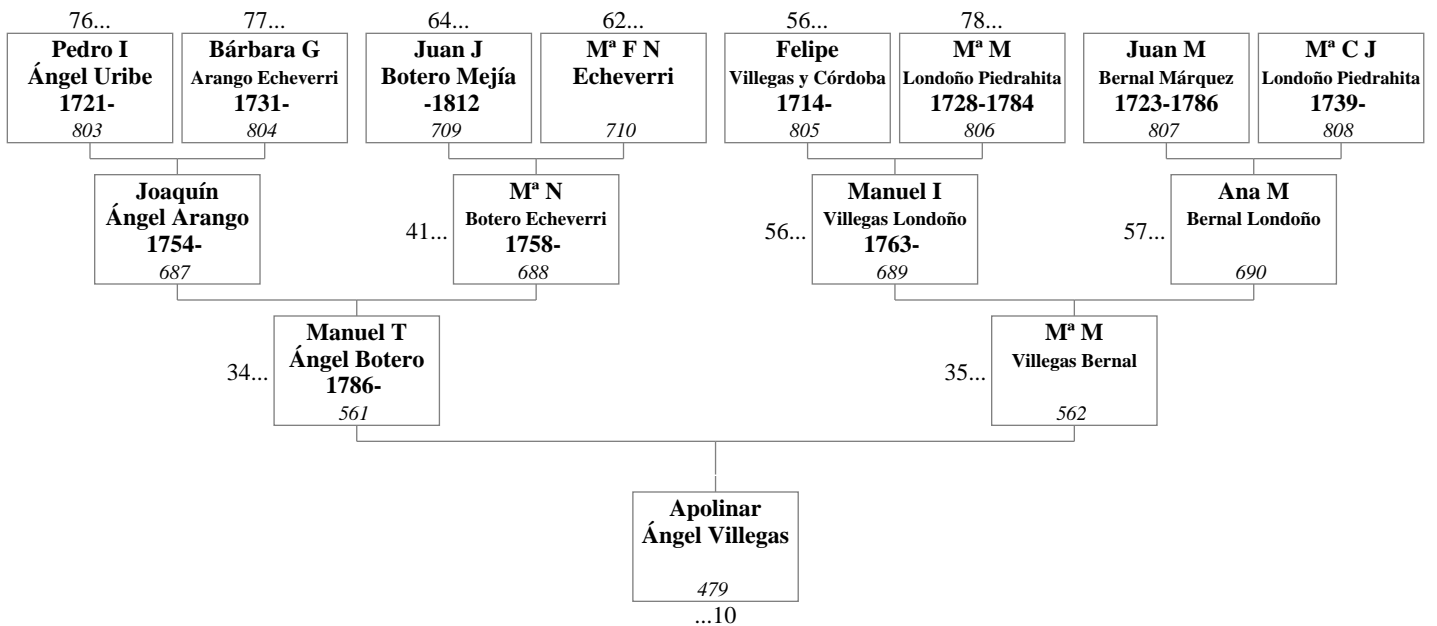 76...
77...
64...
62...
56...
78...
Pedro I
Ángel Uribe
1721-
803
Bárbara G
Arango Echeverri
1731-
804
Juan J
Botero Mejía
-1812
709
Mª F N
Echeverri
710
Felipe
Villegas y Córdoba
1714-
805
Mª M
Londoño Piedrahita
1728-1784
806
Juan M
Bernal Márquez
1723-1786
807
Mª C J
Londoño Piedrahita
1739-
808
Joaquín
Ángel Arango
1754-
687
41...
Mª N
Botero Echeverri
1758-
688
56...
Manuel I
Villegas Londoño
1763-
689
57...
Ana M
Bernal Londoño
690
34...
Manuel T
Ángel Botero
1786-
561
35...
Mª M
Villegas Bernal
562
Apolinar
Ángel Villegas
479
...10